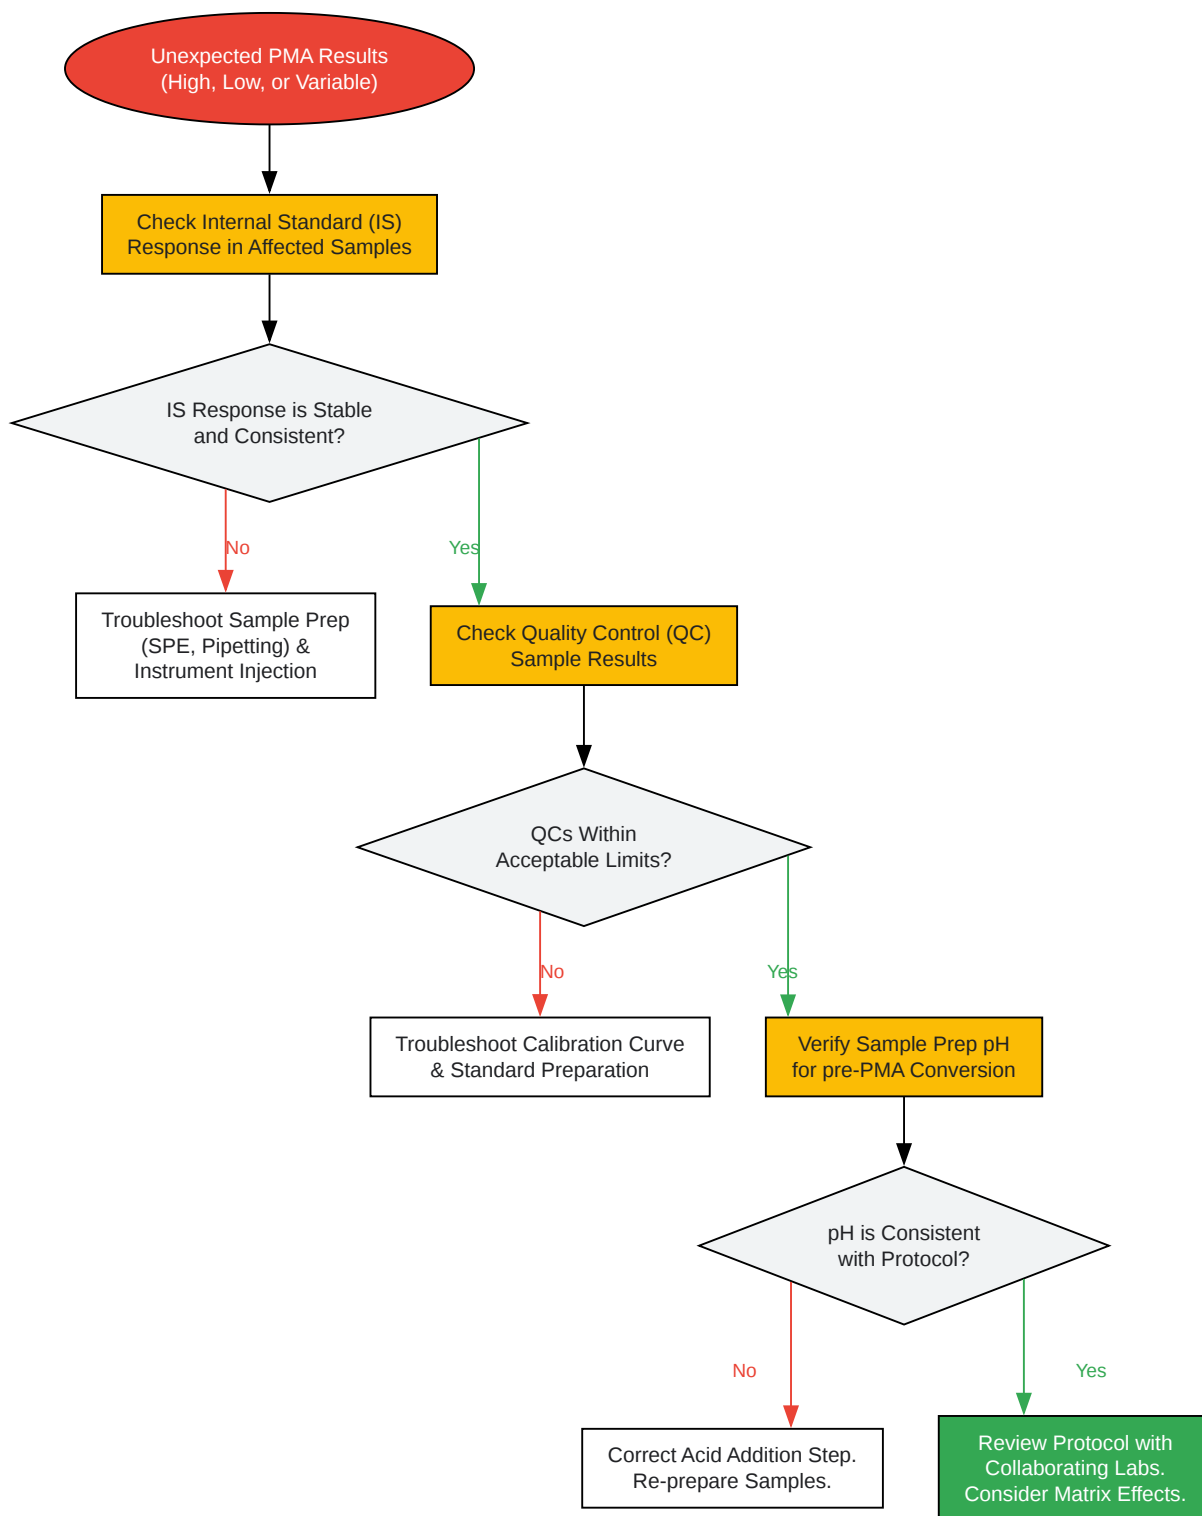 Unexpected PMA Results
(High, Low, or Variable)
Check Internal Standard (IS)
Response in Affected Samples
IS Response is Stable
and Consistent?
No
Yes
Troubleshoot Sample Prep
(SPE, Pipetting) &
Instrument Injection
Check Quality Control (QC)
Sample Results
QCs Within
Acceptable Limits?
No
Yes
Troubleshoot Calibration Curve
& Standard Preparation
Verify Sample Prep pH
for pre-PMA Conversion
pH is Consistent
with Protocol?
No
Yes
Correct Acid Addition Step.
Re-prepare Samples.
Review Protocol with
Collaborating Labs.
Consider Matrix Effects.